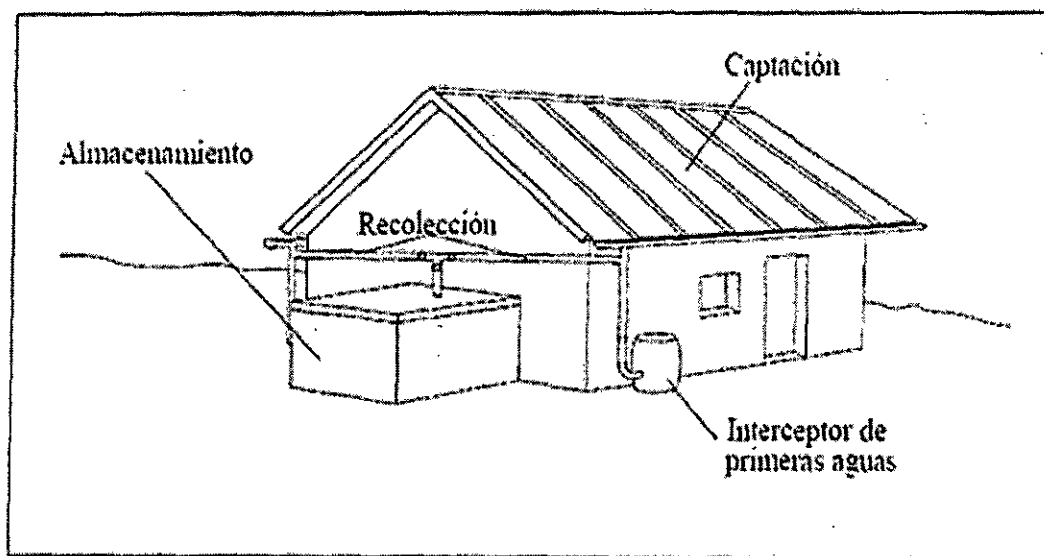 Captación
Almacenamiento
Recolección
Interceptor de
primeras aguas